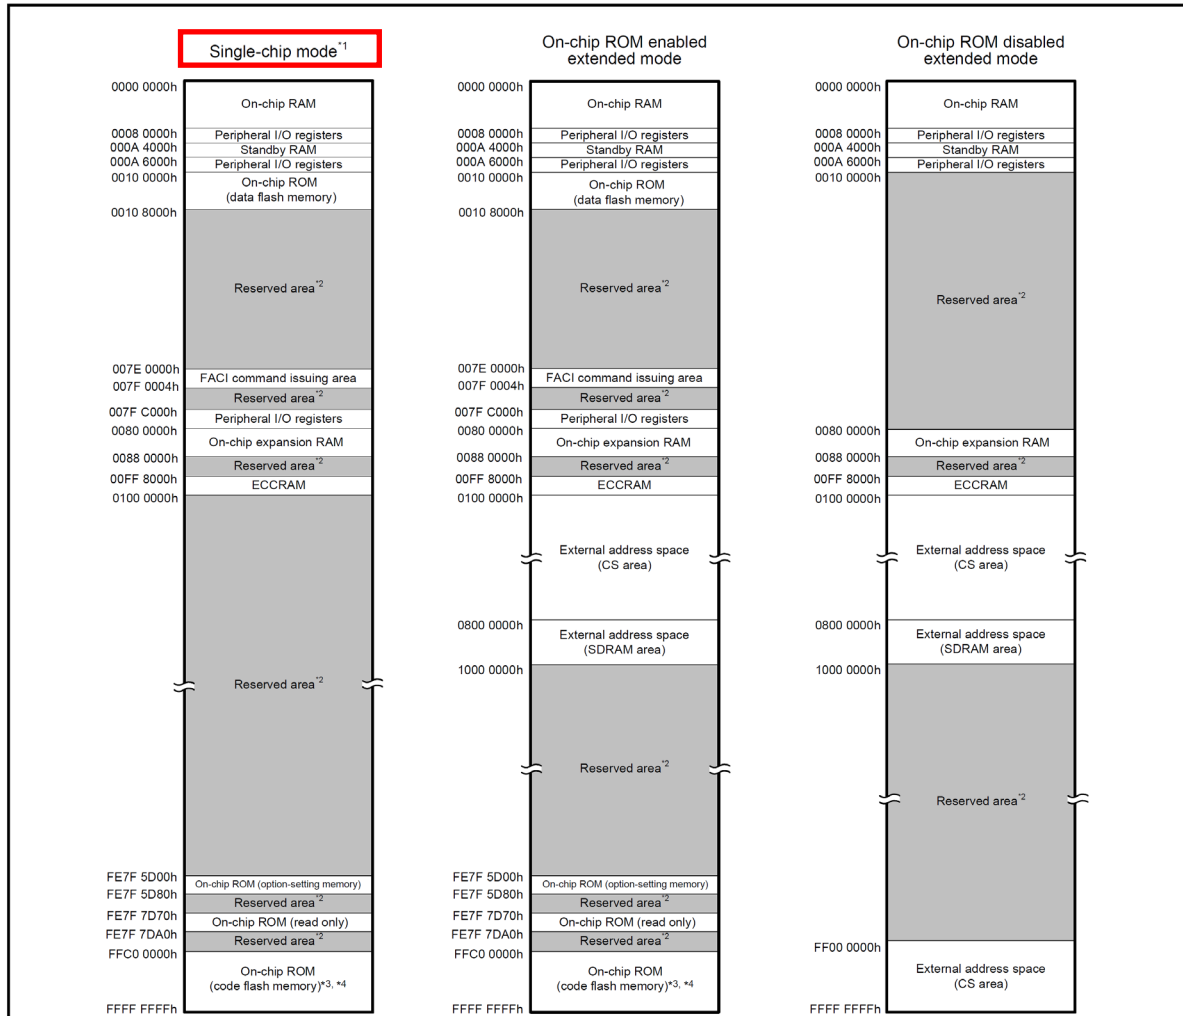 Single-chip mode*1
0000 0000h
On-chip RAM
0008 0000h
Peripheral I/O registers
000A 4000h
Standby RAM
000A 6000h
Peripheral I/O registers
0010 0000h
On-chip ROM
(data flash memory)
0010 8000h
Reserved area*2
007E 0000h
FACI command issuing area
007F 0004h
Reserved area*2
007F C000h
Peripheral I/O registers
0080 0000h
On-chip expansion RAM
0088 0000h
Reserved area*2
00FF 8000h
ECCRAM
0100 0000h
Reserved area*2
FE7F 5D00h
On-chip ROM (option-setting memory)
FE7F 5D80h
Reserved area*2
FE7F 7D70h
On-chip ROM (read only)
FE7F 7DA0h
Reserved area*2
FFC0 0000h
On-chip ROM
(code flash memory)*3, *4
FFFF FFFFh
On-chip ROM enabled
extended mode
0000 0000h
On-chip RAM
0008 0000h
Peripheral I/O registers
000A 4000h
Standby RAM
000A 6000h
Peripheral I/O registers
0010 0000h
On-chip ROM
(data flash memory)
0010 8000h
Reserved area*2
007E 0000h
FACI command issuing area
007F 0004h
Reserved area*2
007F C000h
Peripheral I/O registers
0080 0000h
On-chip expansion RAM
0088 0000h
Reserved area*2
00FF 8000h
ECCRAM
0100 0000h
External address space
(CS area)
0800 0000h
External address space
(SDRAM area)
1000 0000h
Reserved area*2
FE7F 5D00h
On-chip ROM (option-setting memory)
FE7F 5D80h
Reserved area*2
FE7F 7D70h
On-chip ROM (read only)
FE7F 7DA0h
Reserved area*2
FFC0 0000h
On-chip ROM
(code flash memory)*3, *4
FFFF FFFFh
On-chip ROM disabled
extended mode
0000 0000h
On-chip RAM
0008 0000h
Peripheral I/O registers
000A 4000h
Standby RAM
000A 6000h
Peripheral I/O registers
0010 0000h
Reserved area*2
0080 0000h
On-chip expansion RAM
0088 0000h
Reserved area*2
00FF 8000h
ECCRAM
0100 0000h
External address space
(CS area)
0800 0000h
External address space
(SDRAM area)
1000 0000h
Reserved area*2
FF00 0000h
External address space
(CS area)
FFFF FFFFh